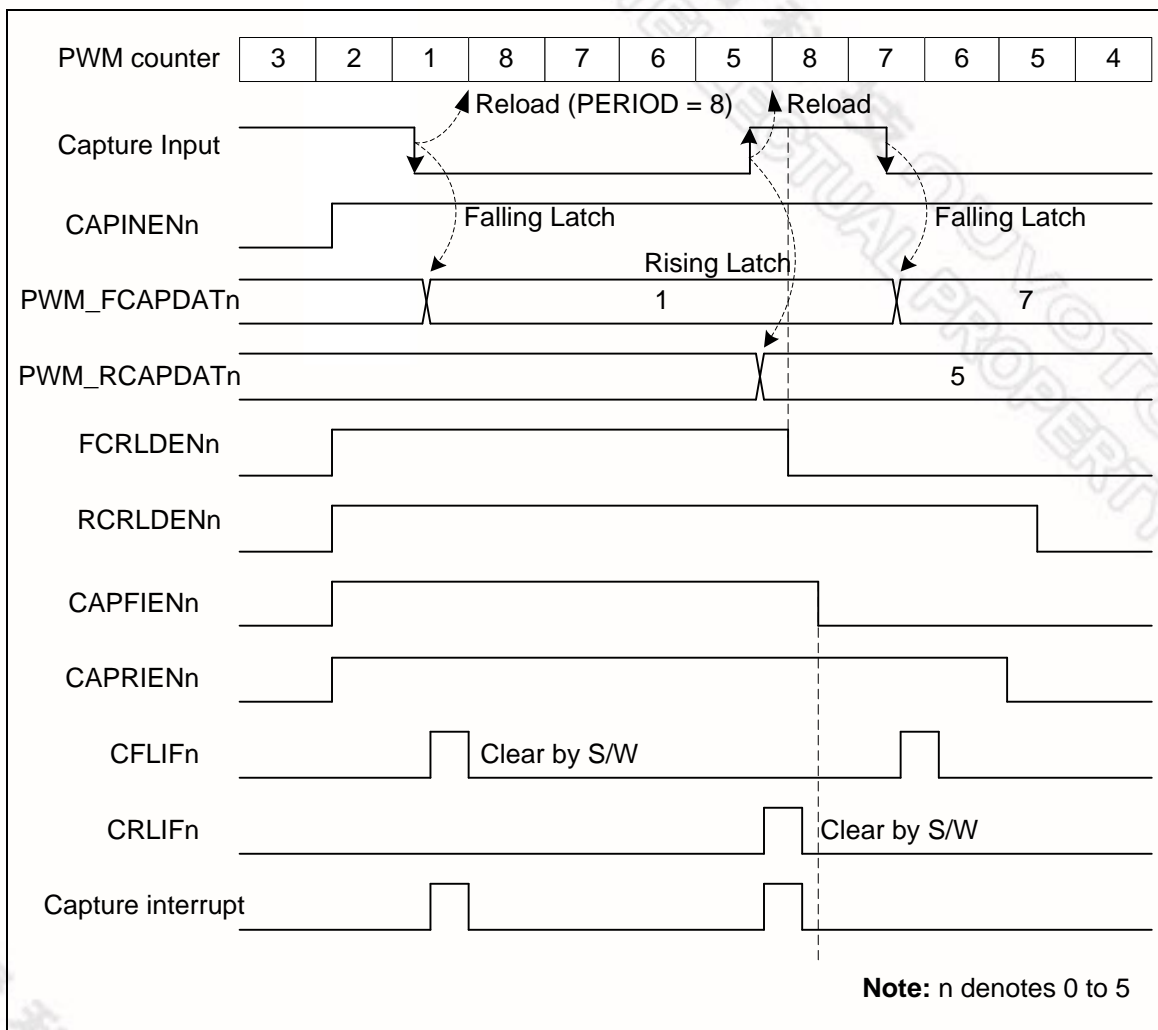 PWM counter 3 2 1 8 7 6 5 8 7 6 5 4
Reload (PERIOD = 8) Reload
Capture Input
CAPINENn Falling Latch Falling Latch
Rising Latch
PWM_FCAPDATn 1 7
PWM_RCAPDATn 5
FCRLDENn
RCRLDENn
CAPFIENn
CAPRIENn
CFLIFn Clear by S/W
CRLIFn Clear by S/W
Capture interrupt
Note: n denotes 0 to 5